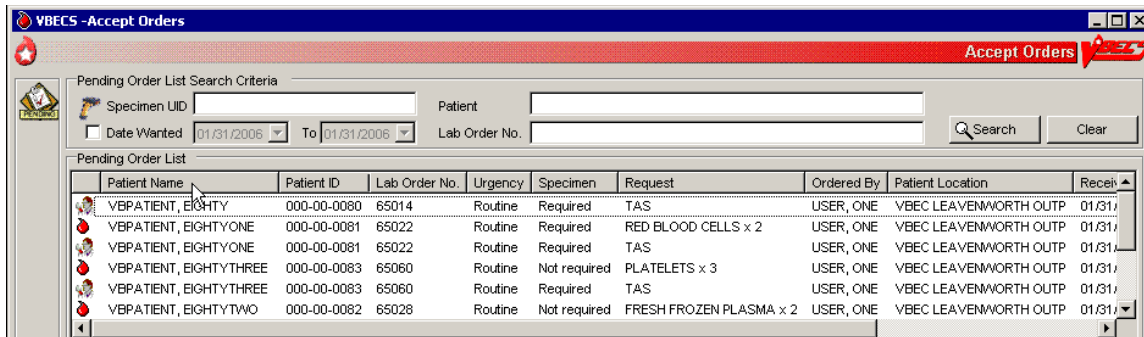 VBECS -Accept Orders
Accept Orders VBECS
Pending Order List Search Criteria
PENDING
Specimen UID Patient
Date Wanted 01/31/2006 To 01/31/2006 Lab Order No. Search Clear
Pending Order List
Patient Name Patient ID Lab Order No. Urgency Specimen Request Ordered By Patient Location Receiv
VBPATIENT, EIGHTY 000-00-0080 65014 Routine Required TAS USER, ONE VBEC LEAVENWORTH OUTP 01/31/
VBPATIENT, EIGHTYONE 000-00-0081 65022 Routine Required RED BLOOD CELLS x 2 USER, ONE VBEC LEAVENWORTH OUTP 01/31/
VBPATIENT, EIGHTYONE 000-00-0081 65022 Routine Required TAS USER, ONE VBEC LEAVENWORTH OUTP 01/31/
VBPATIENT, EIGHTYTHREE 000-00-0083 65060 Routine Not required PLATELETS x 3 USER, ONE VBEC LEAVENWORTH OUTP 01/31/
VBPATIENT, EIGHTYTHREE 000-00-0083 65060 Routine Required TAS USER, ONE VBEC LEAVENWORTH OUTP 01/31/
VBPATIENT, EIGHTYTWO 000-00-0082 65028 Routine Not required FRESH FROZEN PLASMA x 2 USER, ONE VBEC LEAVENWORTH OUTP 01/31/